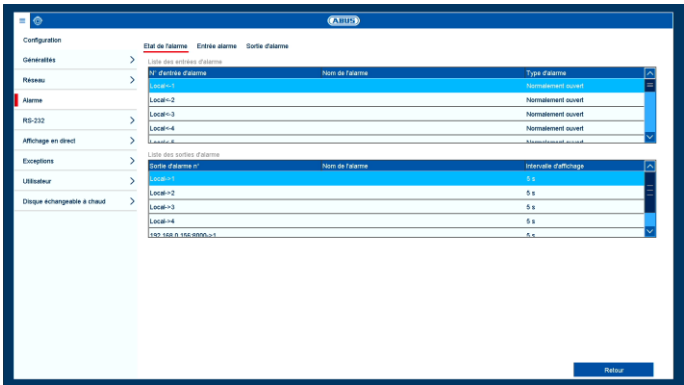 ABUS
Configuration
Généralités
Réseau
Alarme
RS-232
Affichage en direct
Exceptions
Utilisateur
Disque échangeable à chaud
Etat de l'alarme Entrée alarme Sortie d'alarme
Liste des entrées d'alarme
N° d'entrée d'alarme Nom de l'alarme Type d'alarme
Local<-1 Normalement ouvert
Local<-2 Normalement ouvert
Local<-3 Normalement ouvert
Local<-4 Normalement ouvert
Local<-5 Normalement ouvert
Liste des sorties d'alarme
Sortie d'alarme n° Nom de l'alarme Intervalle d'affichage
Local->1 5 s
Local->2 5 s
Local->3 5 s
Local->4 5 s
192.168.0.156:8000->1 5 s
Retour